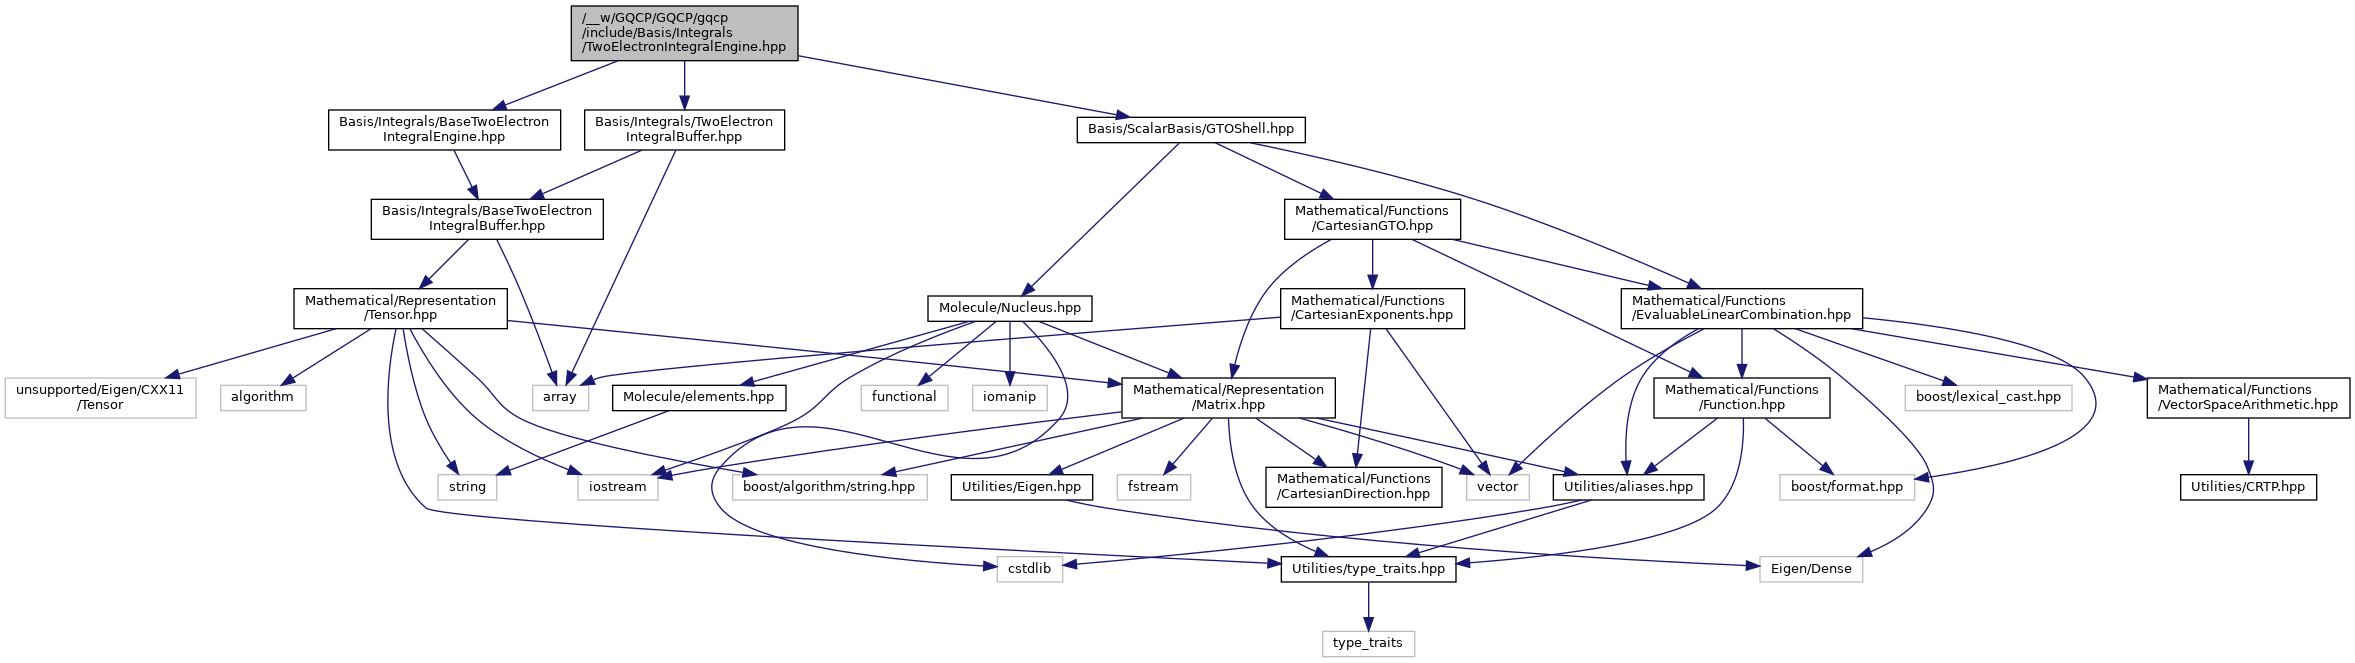 /__w/GQCP/GQCP/gqcp
/include/Basis/Integrals
/TwoElectronIntegralEngine.hpp
Basis/Integrals/BaseTwoElectron
IntegralEngine.hpp
Basis/Integrals/TwoElectron
IntegralBuffer.hpp
Basis/ScalarBasis/GTOShell.hpp
Basis/Integrals/BaseTwoElectron
IntegralBuffer.hpp
Mathematical/Functions
/CartesianGTO.hpp
Mathematical/Representation
/Tensor.hpp
Molecule/Nucleus.hpp
Mathematical/Functions
/CartesianExponents.hpp
Mathematical/Functions
/EvaluableLinearCombination.hpp
unsupported/Eigen/CXX11
/Tensor
algorithm
array
Molecule/elements.hpp
functional
iomanip
Mathematical/Representation
/Matrix.hpp
Mathematical/Functions
/Function.hpp
boost/lexical_cast.hpp
Mathematical/Functions
/VectorSpaceArithmetic.hpp
string
iostream
boost/algorithm/string.hpp
Utilities/Eigen.hpp
fstream
Mathematical/Functions
/CartesianDirection.hpp
vector
Utilities/aliases.hpp
boost/format.hpp
Utilities/CRTP.hpp
cstdlib
Utilities/type_traits.hpp
Eigen/Dense
type_traits